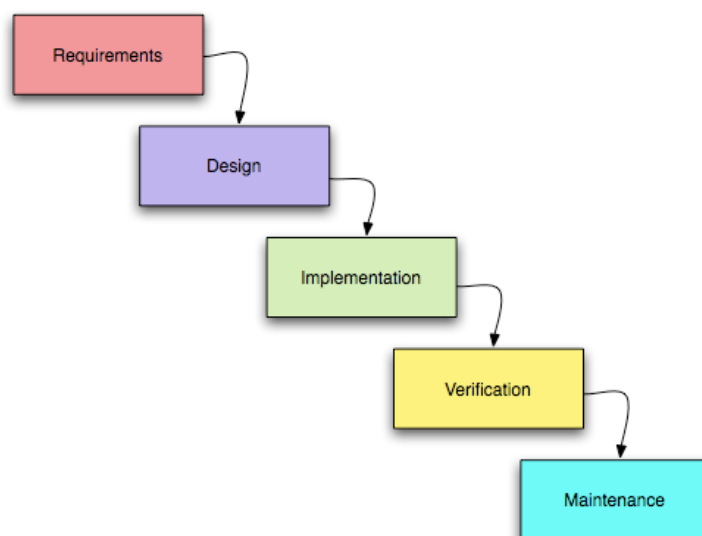 Requirements
Design
Implementation
Verification
Maintenance